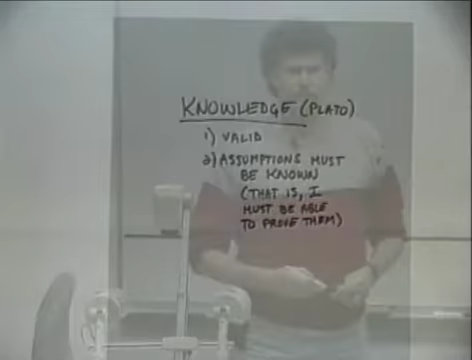 KNOWLEDGE (PLATO)
1) VALID
2) ASSUMPTIONS MUST
BE KNOWN
(THAT IS, I
MUST BE ABLE
TO PROVE THEM)